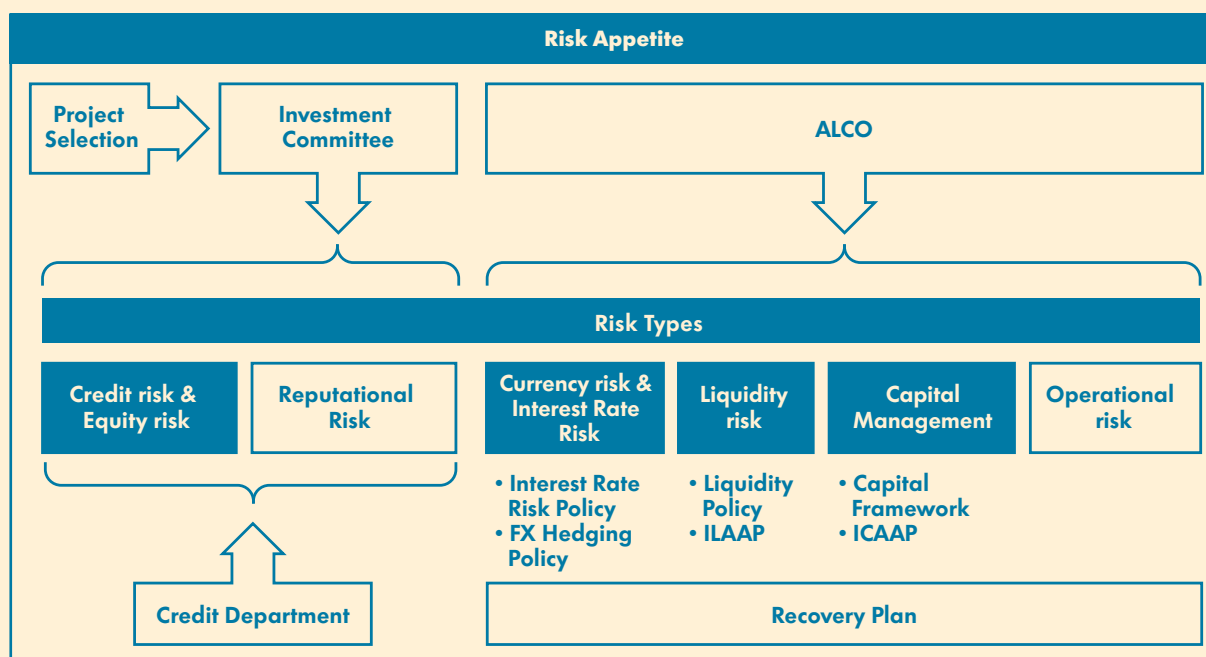 Risk Appetite
Project
Selection
Investment
Committee
ALCO
Risk Types
Credit risk &
Equity risk
Reputational
Risk
Currency risk &
Interest Rate
Risk
Liquidity
risk
Capital
Management
Operational
risk
• Interest Rate
Risk Policy
• FX Hedging
Policy
• Liquidity
Policy
• ILAAP
• Capital
Framework
• ICAAP
Credit Department
Recovery Plan